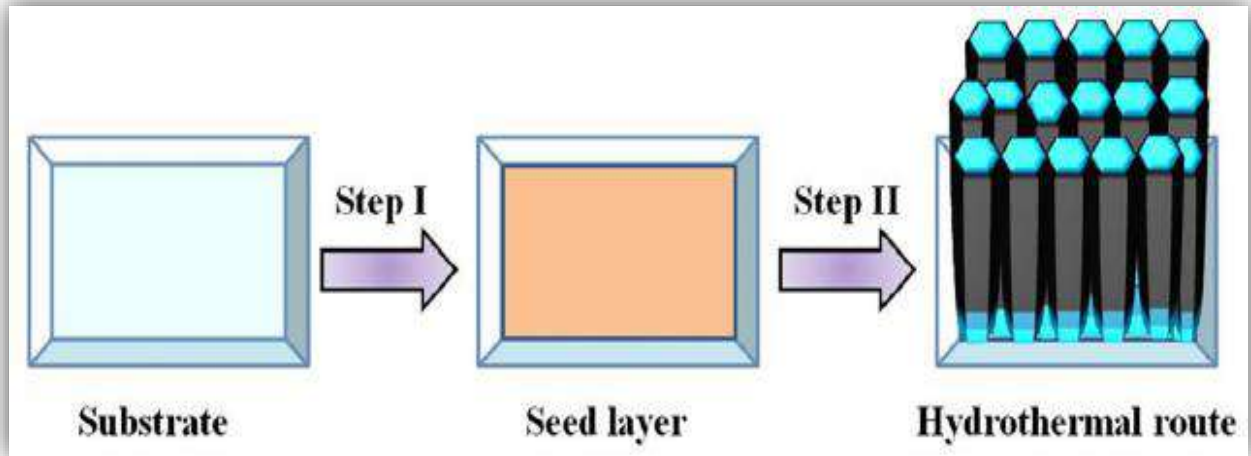 Step I
Step II
Substrate
Seed layer
Hydrothermal route